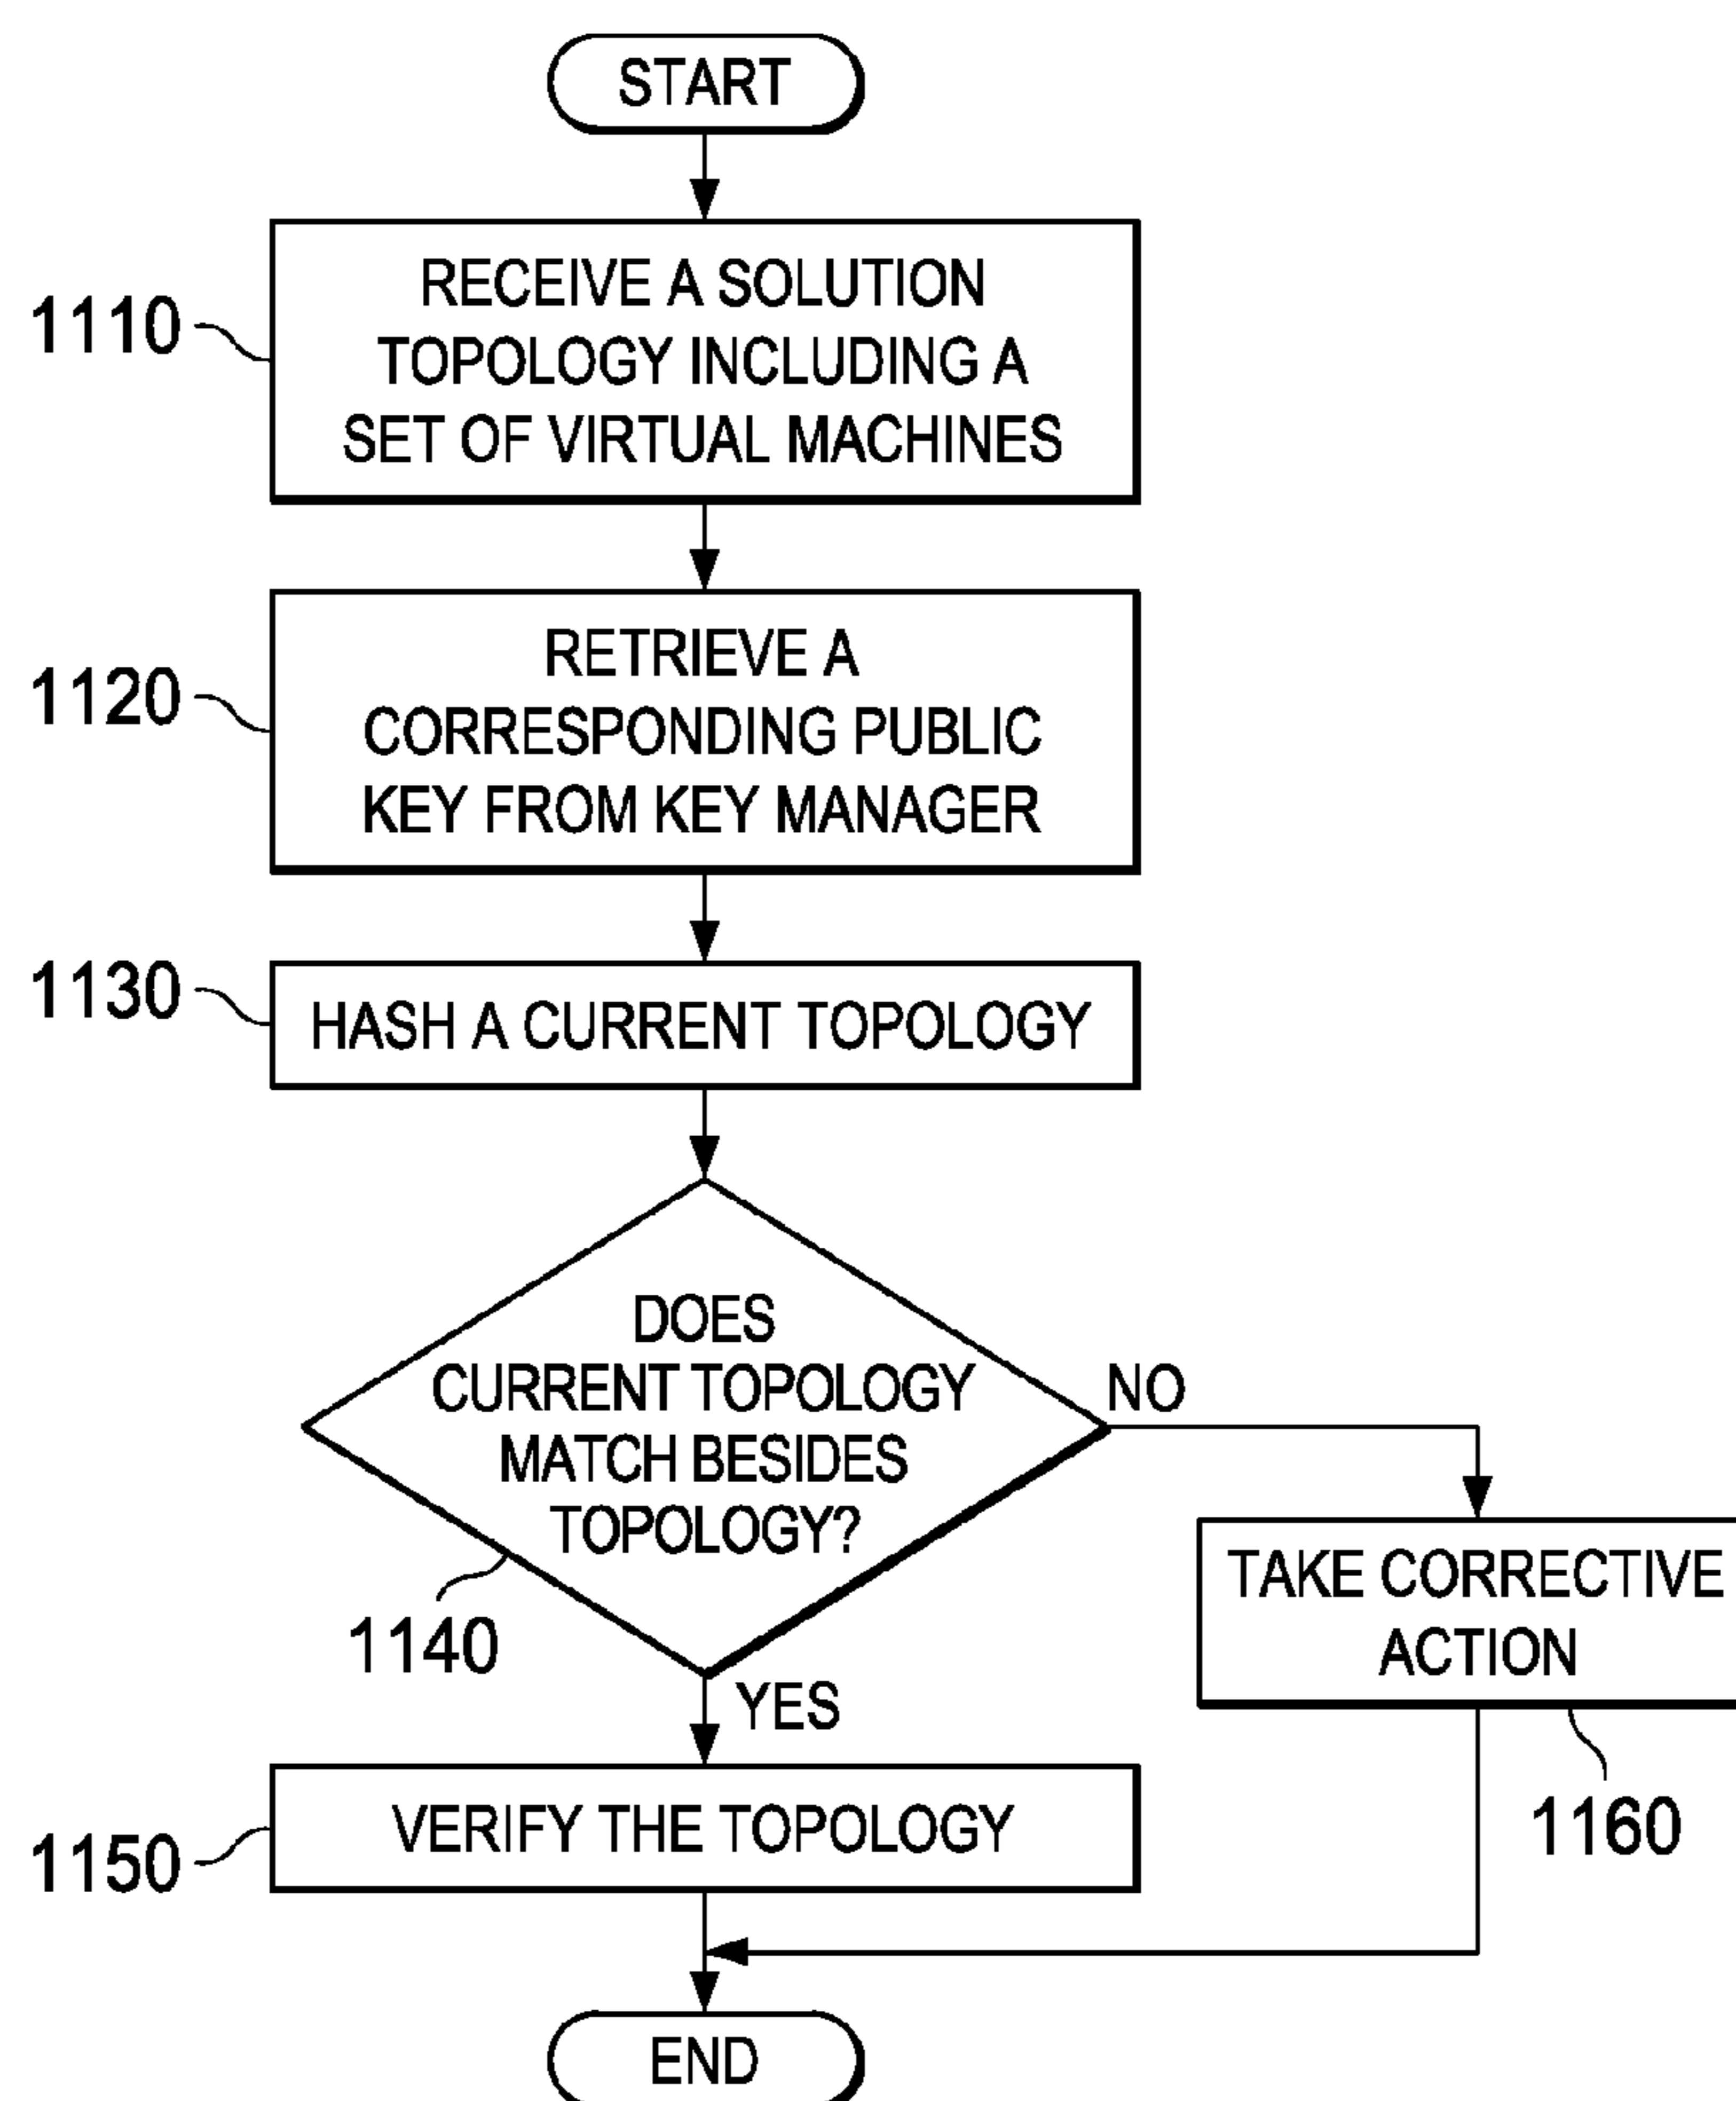 START
1110
RECEIVE A SOLUTION
TOPOLOGY INCLUDING A
SET OF VIRTUAL MACHINES
1120
RETRIEVE A
CORRESPONDING PUBLIC
KEY FROM KEY MANAGER
1130
HASH A CURRENT TOPOLOGY
DOES
CURRENT TOPOLOGY
MATCH BESIDES
TOPOLOGY?
1140
NO
TAKE CORRECTIVE
ACTION
1160
YES
1150
VERIFY THE TOPOLOGY
END